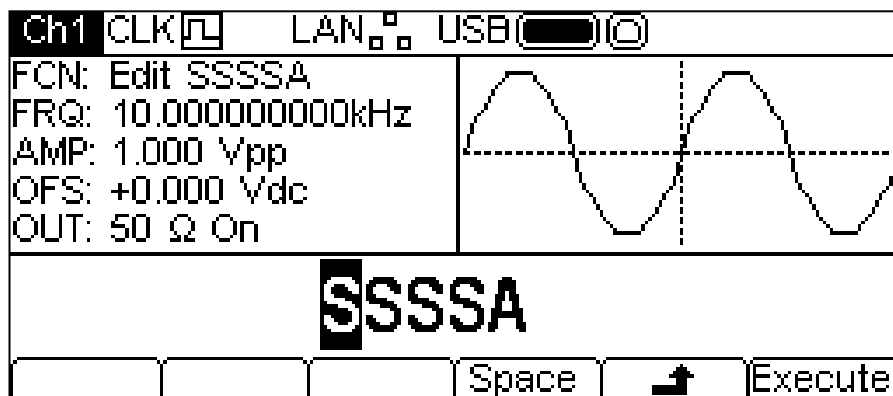 Ch1 CLK LAN USB
FCN: Edit SSSSA
FRQ: 10.000000000kHz
AMP: 1.000 Vpp
OFS: +0.000 Vdc
OUT: 50 Ω On
SSSSA
Space Execute